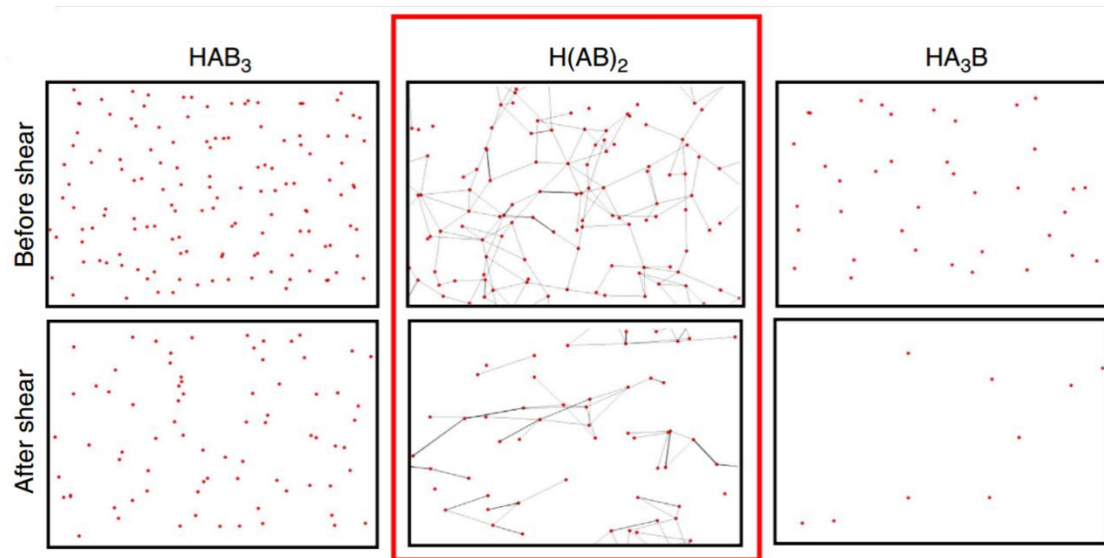 HAB₃
H(AB)₂
HA₃B
Before shear
After shear